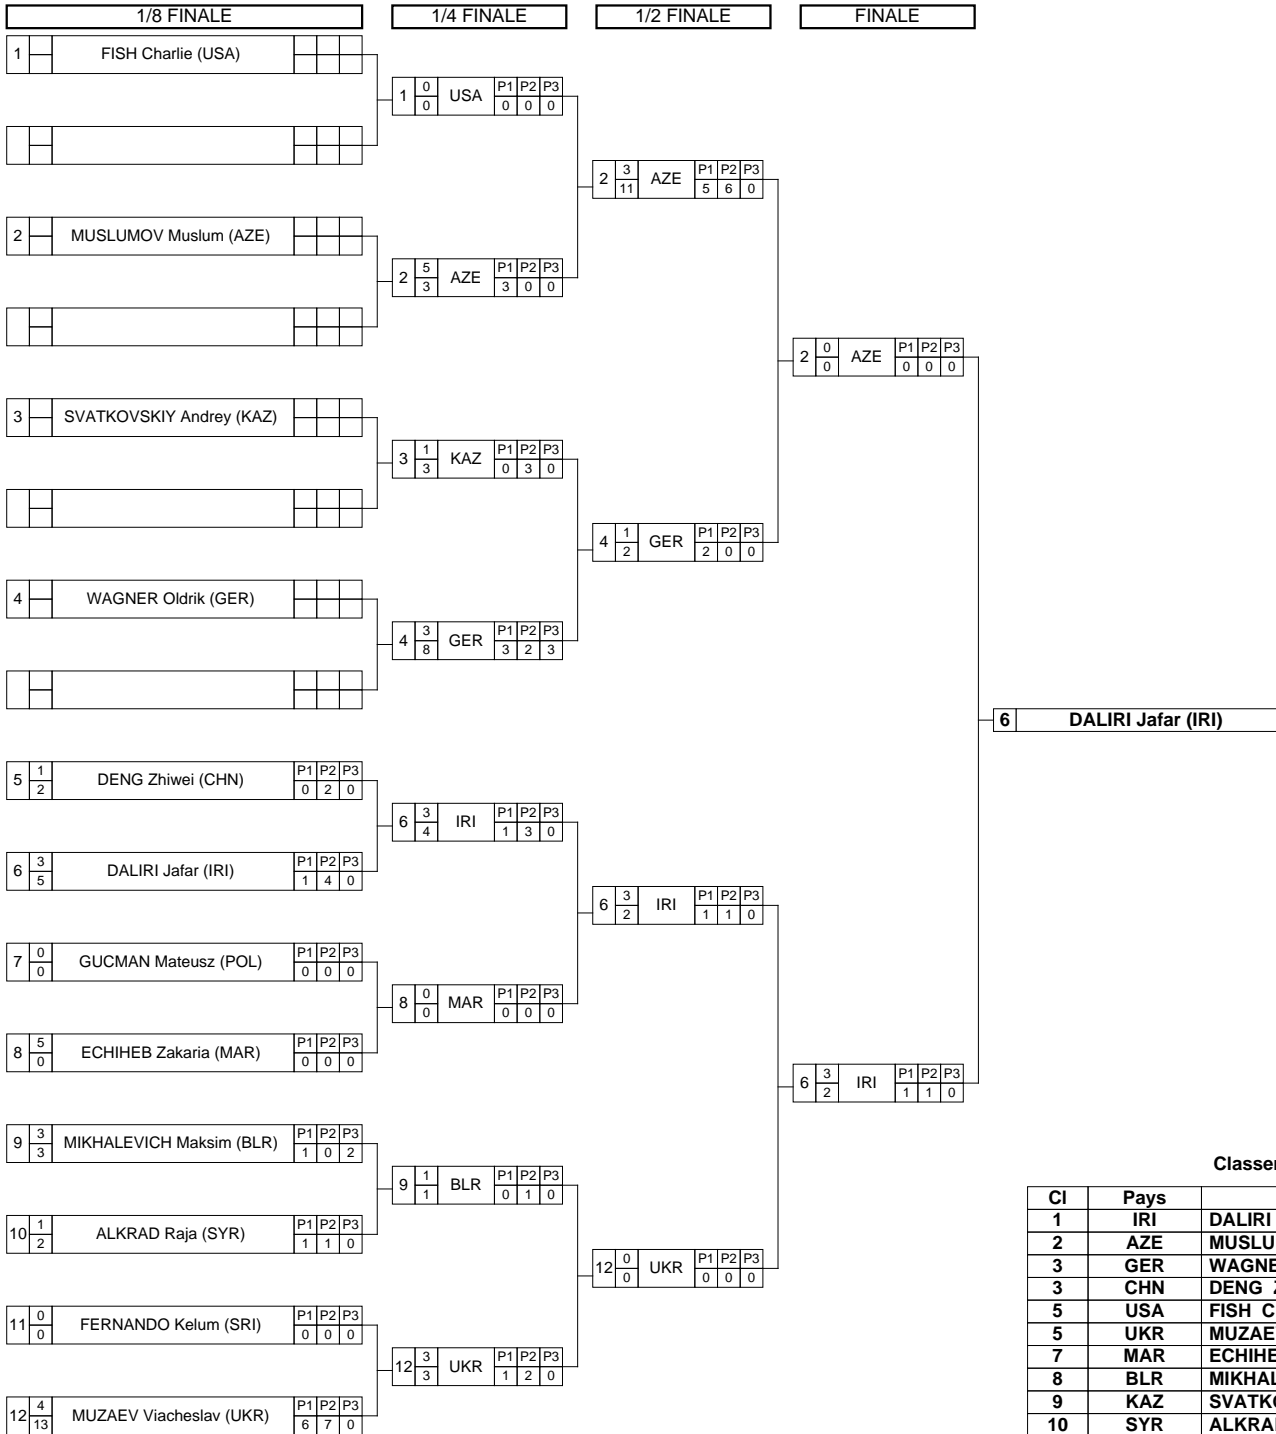 1/8 FINALE 1/4 FINALE 1/2 FINALE FINALE
1 FISH Charlie (USA)
1 0 0 USA P1 P2 P3 0 0 0
2 3 11 AZE P1 P2 P3 5 6 0
2 MUSLUMOV Muslum (AZE)
2 5 3 AZE P1 P2 P3 3 0 0
2 0 0 AZE P1 P2 P3 0 0 0
3 SVATKOVSKIY Andrey (KAZ)
3 1 3 KAZ P1 P2 P3 0 3 0
4 1 2 GER P1 P2 P3 2 0 0
4 WAGNER Oldrik (GER)
4 3 8 GER P1 P2 P3 3 2 3
6 DALIRI Jafar (IRI)
5 1 2 DENG Zhiwei (CHN) P1 P2 P3 0 2 0
6 3 4 IRI P1 P2 P3 1 3 0
6 3 5 DALIRI Jafar (IRI) P1 P2 P3 1 4 0
6 3 2 IRI P1 P2 P3 1 1 0
7 0 0 GUCMAN Mateusz (POL) P1 P2 P3 0 0 0
8 0 0 MAR P1 P2 P3 0 0 0
8 5 0 ECHIHEB Zakaria (MAR) P1 P2 P3 0 0 0
6 3 2 IRI P1 P2 P3 1 1 0
9 3 3 MIKHALEVICH Maksim (BLR) P1 P2 P3 1 0 2
9 1 1 BLR P1 P2 P3 0 1 0
10 1 2 ALKRAD Raja (SYR) P1 P2 P3 1 1 0
12 0 0 UKR P1 P2 P3 0 0 0
11 0 0 FERNANDO Kelum (SRI) P1 P2 P3 0 0 0
12 3 3 UKR P1 P2 P3 1 2 0
12 4 13 MUZAEV Viacheslav (UKR) P1 P2 P3 6 7 0
Cl Pays
1 IRI DALIRI
2 AZE
3 GER
3 CHN DENG
5 USA FISH
5 UKR
7 MAR
8 BLR
9 KAZ
10 SYR